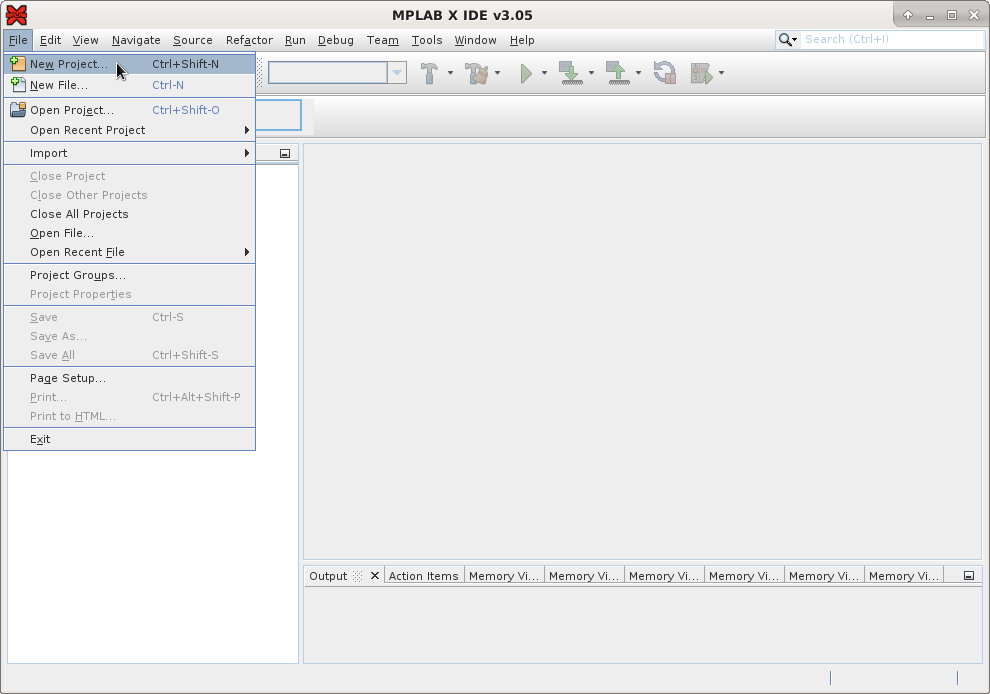 MPLAB X IDE v3.05
File Edit View Navigate Source Refactor Run Debug Team Tools Window Help
Search (Ctrl+I)
New Project... Ctrl+Shift-N
New File... Ctrl-N
Open Project... Ctrl+Shift-O
Open Recent Project
Import
Close Project
Close Other Projects
Close All Projects
Open File...
Open Recent File
Project Groups...
Project Properties
Save Ctrl-S
Save As...
Save All Ctrl+Shift-S
Page Setup...
Print... Ctrl+Alt+Shift-P
Print to HTML...
Exit
Output Action Items Memory Vi... Memory Vi... Memory Vi... Memory Vi... Memory Vi... Memory Vi...